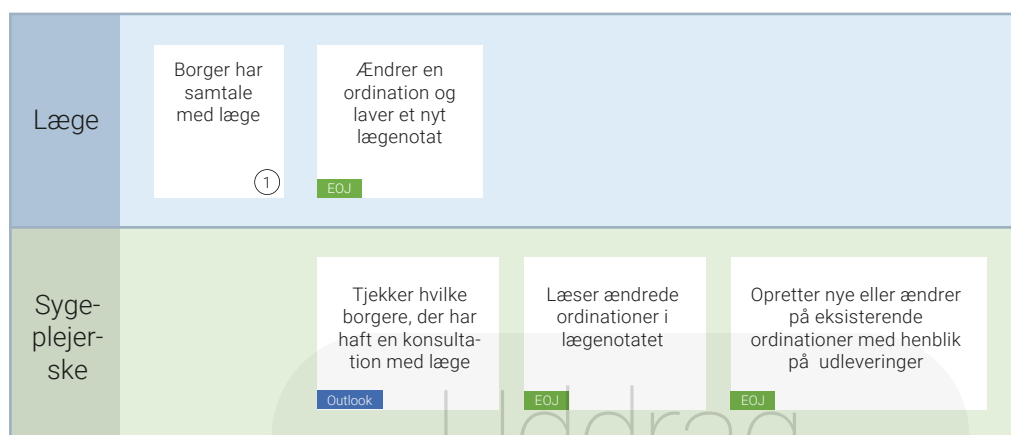 Læge
Borger har
samtale
med læge
1
Ændrer en
ordination og
laver et nyt
lægenotat
EOJ
Syge-
plejer-
ske
Tjekker hvilke
borgere, der har
haft en konsulta-
tion med læge
Outlook
Læser ændrede
ordinationer i
lægenotatet
EOJ
Opretter nye eller ændrer
på eksisterende
ordinationer med henblik
på udleveringer
EOJ
Uddrag